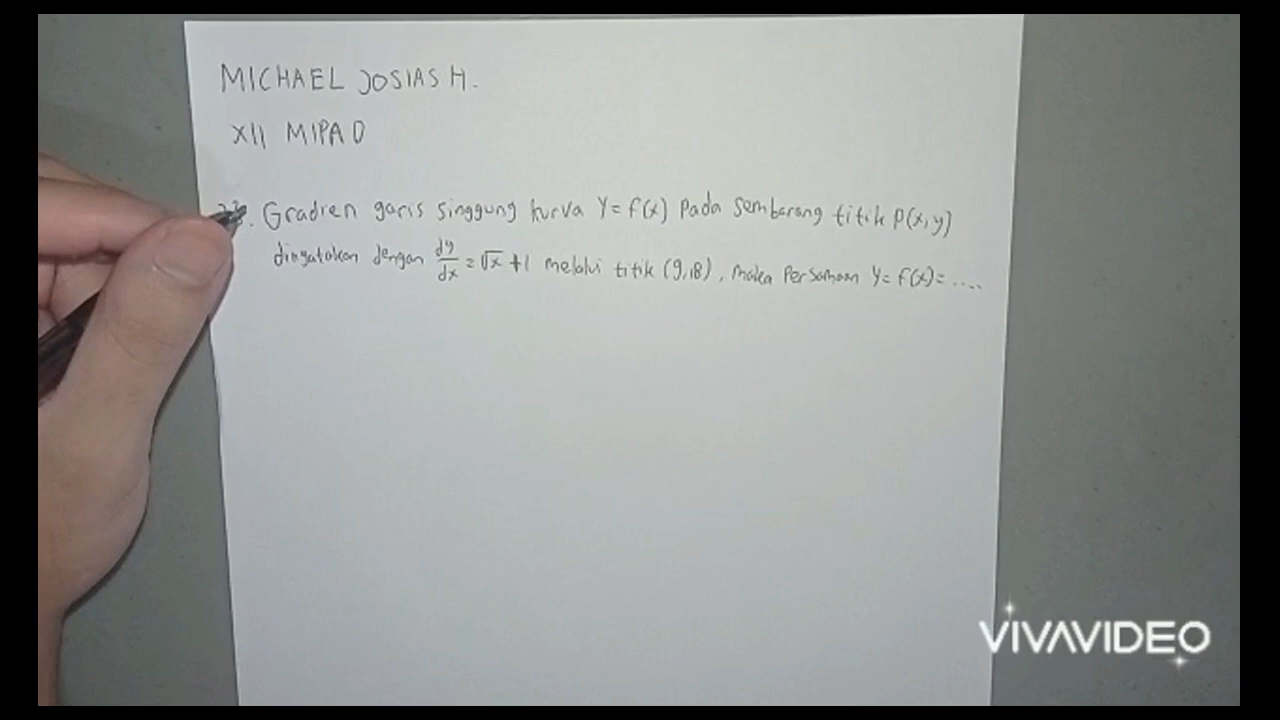 MICHAEL JOSIAS H.
XII MIPA D
Gradien garis singgung kurva Y = f(x) Pada sembarang titik P(x,y)
dinyatakan dengan dy/dx = √x + 1 melalui titik (9,18), maka Persamaan Y = f(x) = ....
VIVAVIDEO